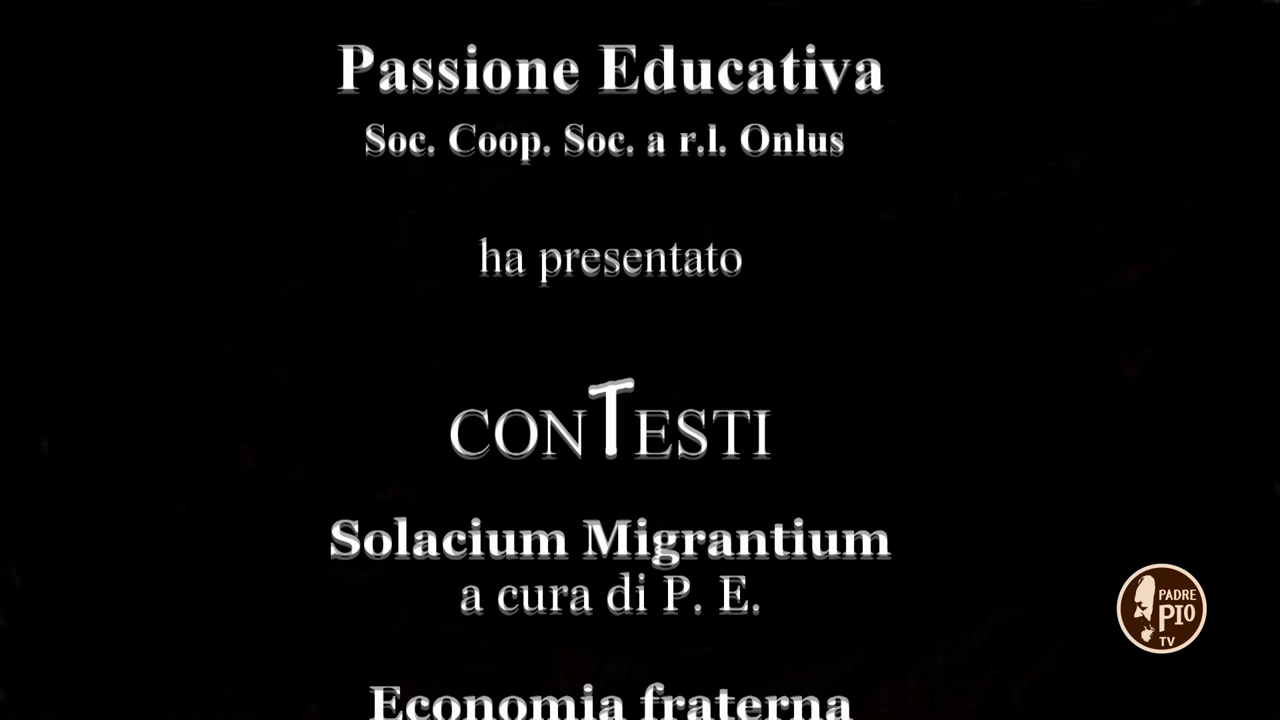 Passione Educativa
Soc. Coop. Soc. a r.l. Onlus
ha presentato
CONTESTI
Solacium Migrantium
a cura di P. E.
Economia fraterna
PADRE
PIO
TV